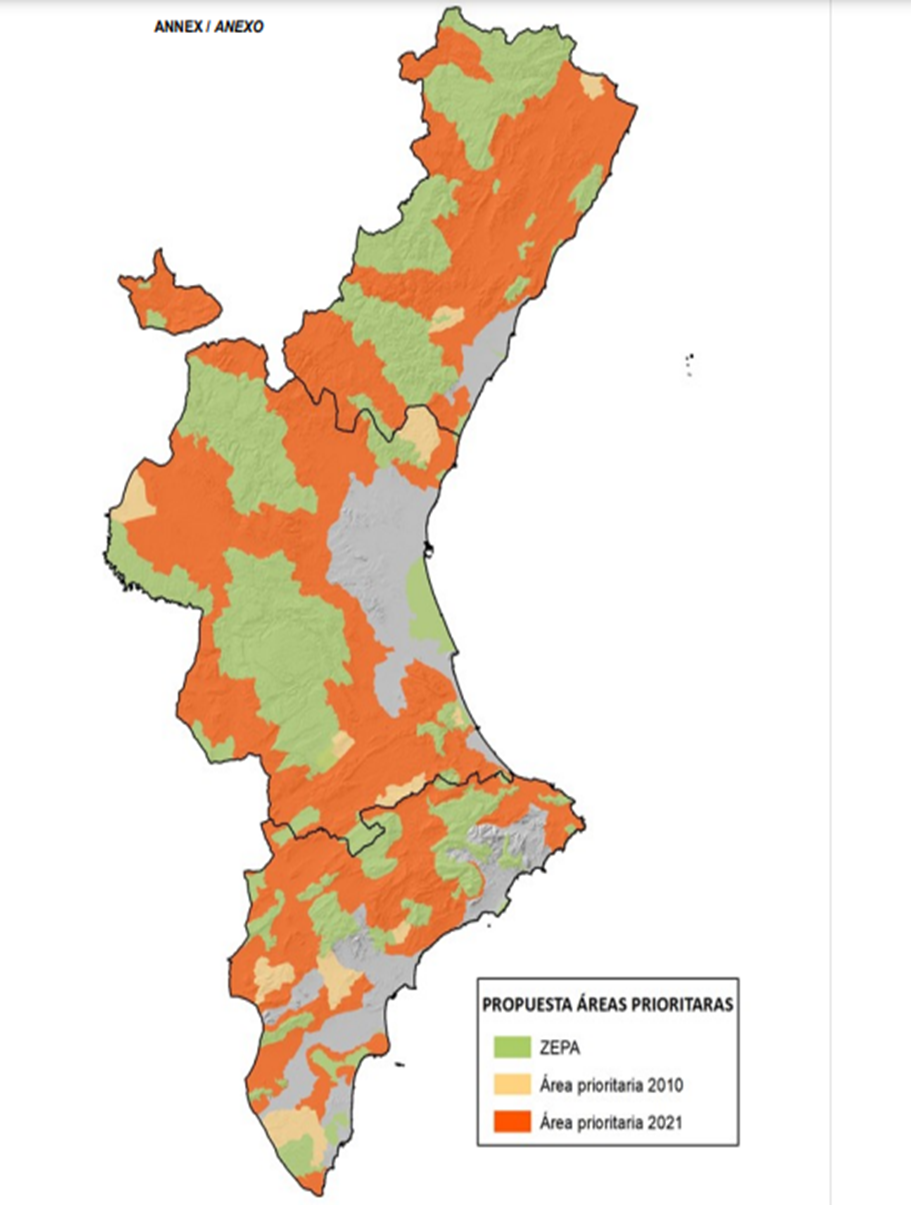 ANNEX / ANEXO
PROPUESTA ÁREAS PRIORITARAS
ZEPA
Área prioritaria 2010
Área prioritaria 2021